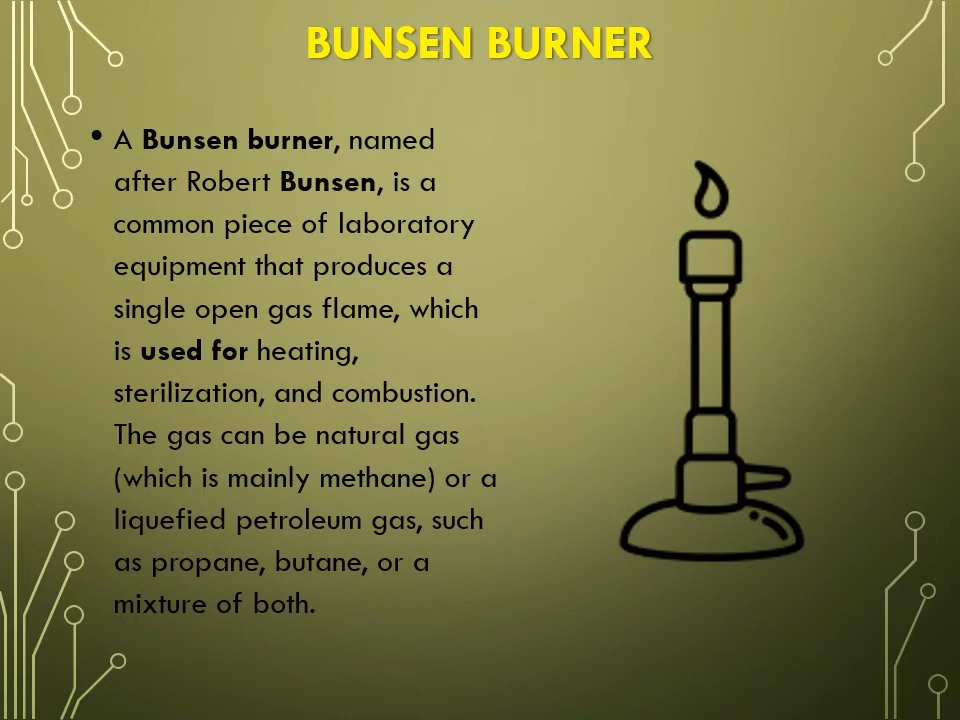 BUNSEN BURNER
• A Bunsen burner, named
after Robert Bunsen, is a
common piece of laboratory
equipment that produces a
single open gas flame, which
is used for heating,
sterilization, and combustion.
The gas can be natural gas
(which is mainly methane) or a
liquefied petroleum gas, such
as propane, butane, or a
mixture of both.